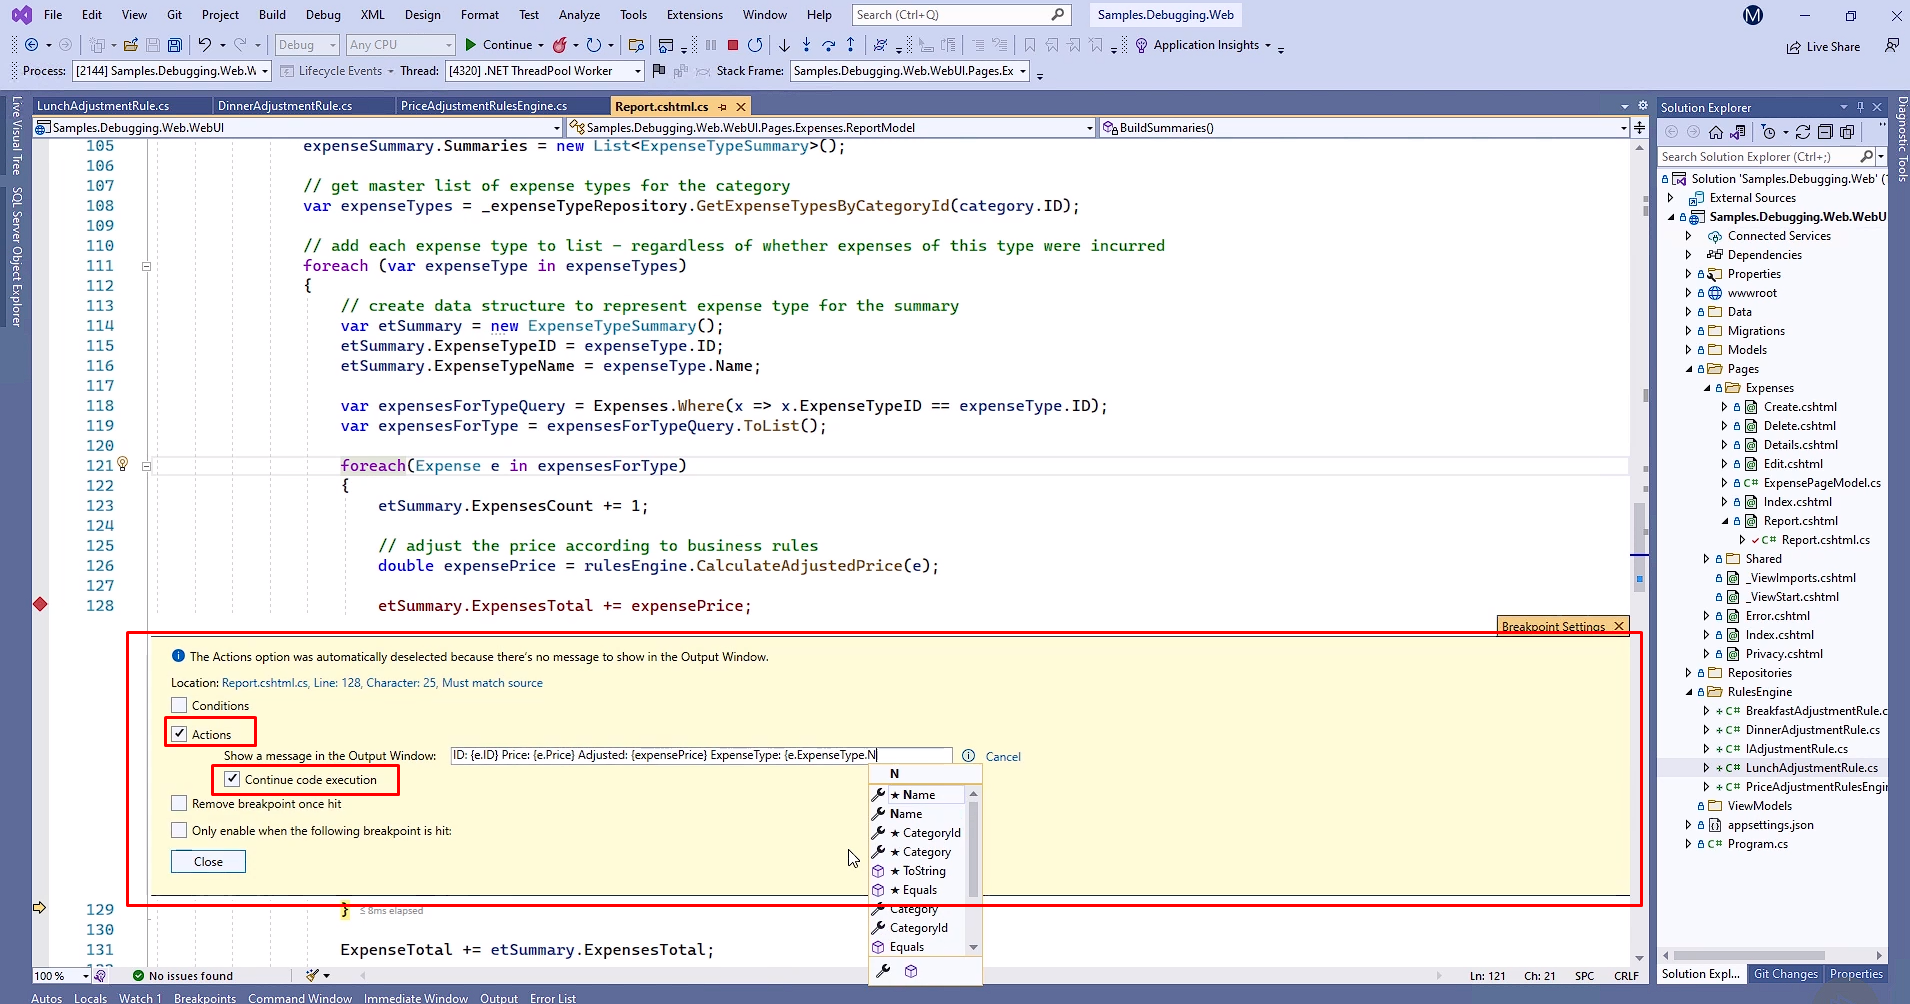 File Edit View Git Project Build Debug XML Design Format Test Analyze Tools Extensions Window Help Search (Ctrl+Q) Samples.Debugging.Web M
Debug Any CPU Continue Application Insights Live Share
Process: [2144] Samples.Debugging.Web.W Lifecycle Events Thread: [4320] .NET ThreadPool Worker Stack Frame: Samples.Debugging.Web.WebUI.Pages.Ex
Live Visual Tree
SQL Server Object Explorer
LunchAdjustmentRule.cs DinnerAdjustmentRule.cs PriceAdjustmentRulesEngine.cs Report.cshtml.cs
Samples.Debugging.Web.WebUI Samples.Debugging.Web.WebUI.Pages.Expenses.ReportModel BuildSummaries()
105 expenseSummary.Summaries = new List<ExpenseTypeSummary>();
106
107 // get master list of expense types for the category
108 var expenseTypes = _expenseTypeRepository.GetExpenseTypesByCategoryId(category.ID);
109
110 // add each expense type to list - regardless of whether expenses of this type were incurred
111 foreach (var expenseType in expenseTypes)
112 {
113 // create data structure to represent expense type for the summary
114 var etSummary = new ExpenseTypeSummary();
115 etSummary.ExpenseTypeID = expenseType.ID;
116 etSummary.ExpenseTypeName = expenseType.Name;
117
118 var expensesForTypeQuery = Expenses.Where(x => x.ExpenseTypeID == expenseType.ID);
119 var expensesForType = expensesForTypeQuery.ToList();
120
121 foreach(Expense e in expensesForType)
122 {
123 etSummary.ExpensesCount += 1;
124
125 // adjust the price according to business rules
126 double expensePrice = rulesEngine.CalculateAdjustedPrice(e);
127
128 etSummary.ExpensesTotal += expensePrice;
Breakpoint Settings
The Actions option was automatically deselected because there's no message to show in the Output Window.
Location: Report.cshtml.cs, Line: 128, Character: 25, Must match source
Conditions
Actions
Show a message in the Output Window: ID: {e.ID} Price: {e.Price} Adjusted: {expensePrice} ExpenseType: {e.ExpenseType.N Cancel
Continue code execution
Remove breakpoint once hit
Only enable when the following breakpoint is hit:
Close
N
★ Name
Name
★ CategoryId
★ Category
★ ToString
★ Equals
Category
CategoryId
Equals
129 } ≤ 8ms elapsed
130
131 ExpenseTotal += etSummary.ExpensesTotal;
100 % No issues found Ln: 121 Ch: 21 SPC CRLF
Autos Locals Watch 1 Breakpoints Command Window Immediate Window Output Error List
Solution Explorer
Search Solution Explorer (Ctrl+;)
Solution 'Samples.Debugging.Web' (
External Sources
Samples.Debugging.Web.WebU
Connected Services
Dependencies
Properties
wwwroot
Data
Migrations
Models
Pages
Expenses
Create.cshtml
Delete.cshtml
Details.cshtml
Edit.cshtml
C# ExpensePageModel.cs
Index.cshtml
Report.cshtml
C# Report.cshtml.cs
Shared
_ViewImports.cshtml
_ViewStart.cshtml
Error.cshtml
Index.cshtml
Privacy.cshtml
Repositories
RulesEngine
+ C# BreakfastAdjustmentRule.c
+ C# DinnerAdjustmentRule.cs
+ C# IAdjustmentRule.cs
+ C# LunchAdjustmentRule.cs
+ C# PriceAdjustmentRulesEngin
ViewModels
appsettings.json
C# Program.cs
Solution Expl... Git Changes Properties
Diagnostic Tools